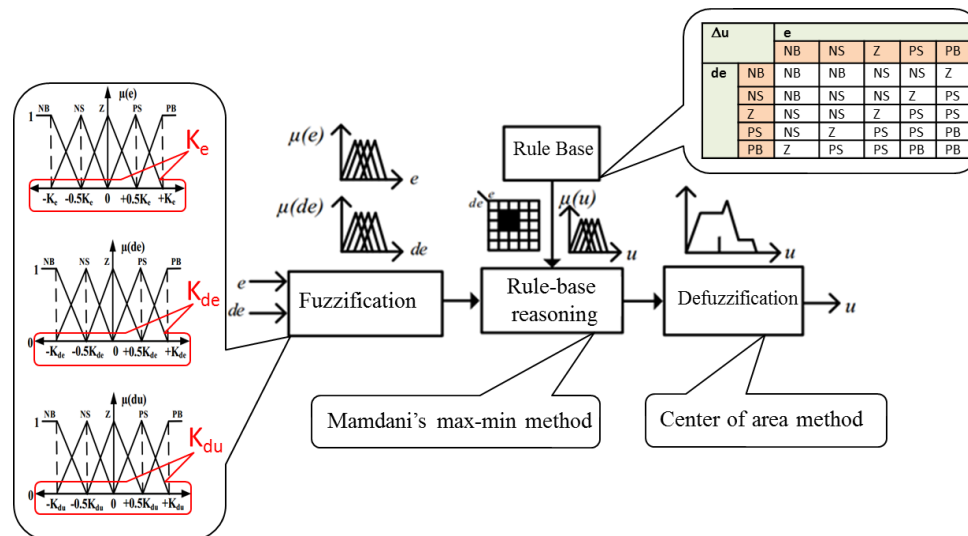 Δu e
NB NS Z PS PB
de NB NB NB NS NS Z
NS NB NS NS Z PS
Z NS NS Z PS PS
PS NS Z PS PS PB
PB Z PS PS PB PB
μ(e)
NB NS Z PS PB
1
-Ke -0.5Ke 0 +0.5Ke +Ke
Ke
μ(de)
NB NS Z PS PB
1
0
-Kde -0.5Kde 0 +0.5Kde +Kde
Kde
μ(du)
NB NS Z PS PB
1
0
-Kdu -0.5Kdu 0 +0.5Kdu +Kdu
Kdu
μ(e)
e
μ(de)
de
Rule Base
de e
μ(u)
u
u
e
de
Fuzzification
Rule-base
reasoning
Defuzzification
u
Mamdani's max-min method
Center of area method